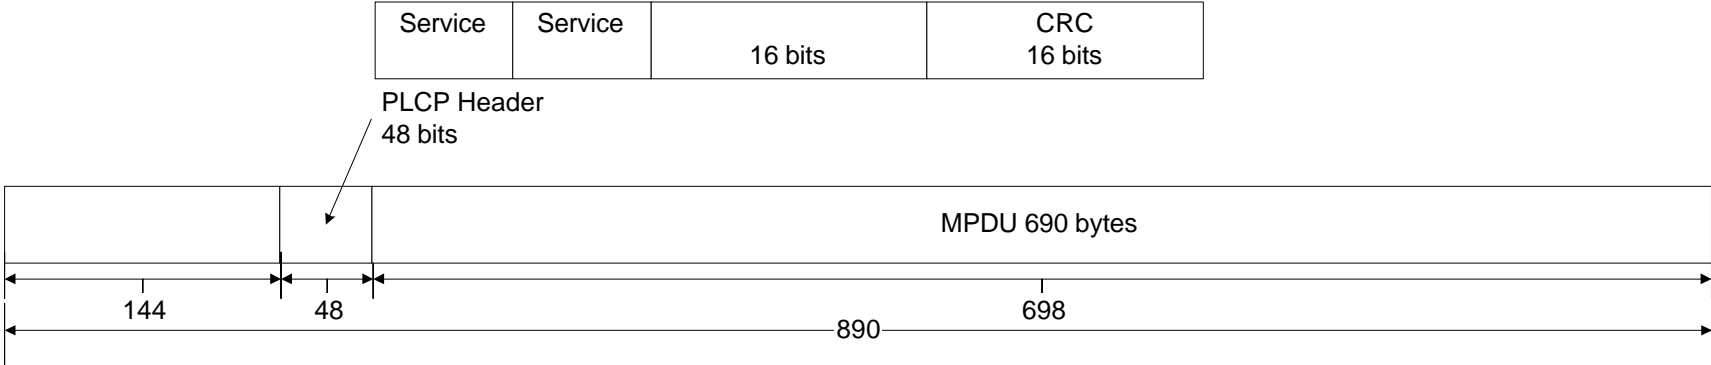 Service
Service
16 bits
CRC
16 bits
PLCP Header
48 bits
MPDU 690 bytes
144
48
698
890